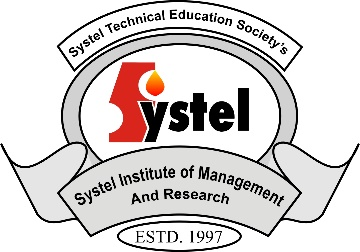 Systel Technical Education Society's
Systel
Systel Institute of Management
And Research
ESTD. 1997